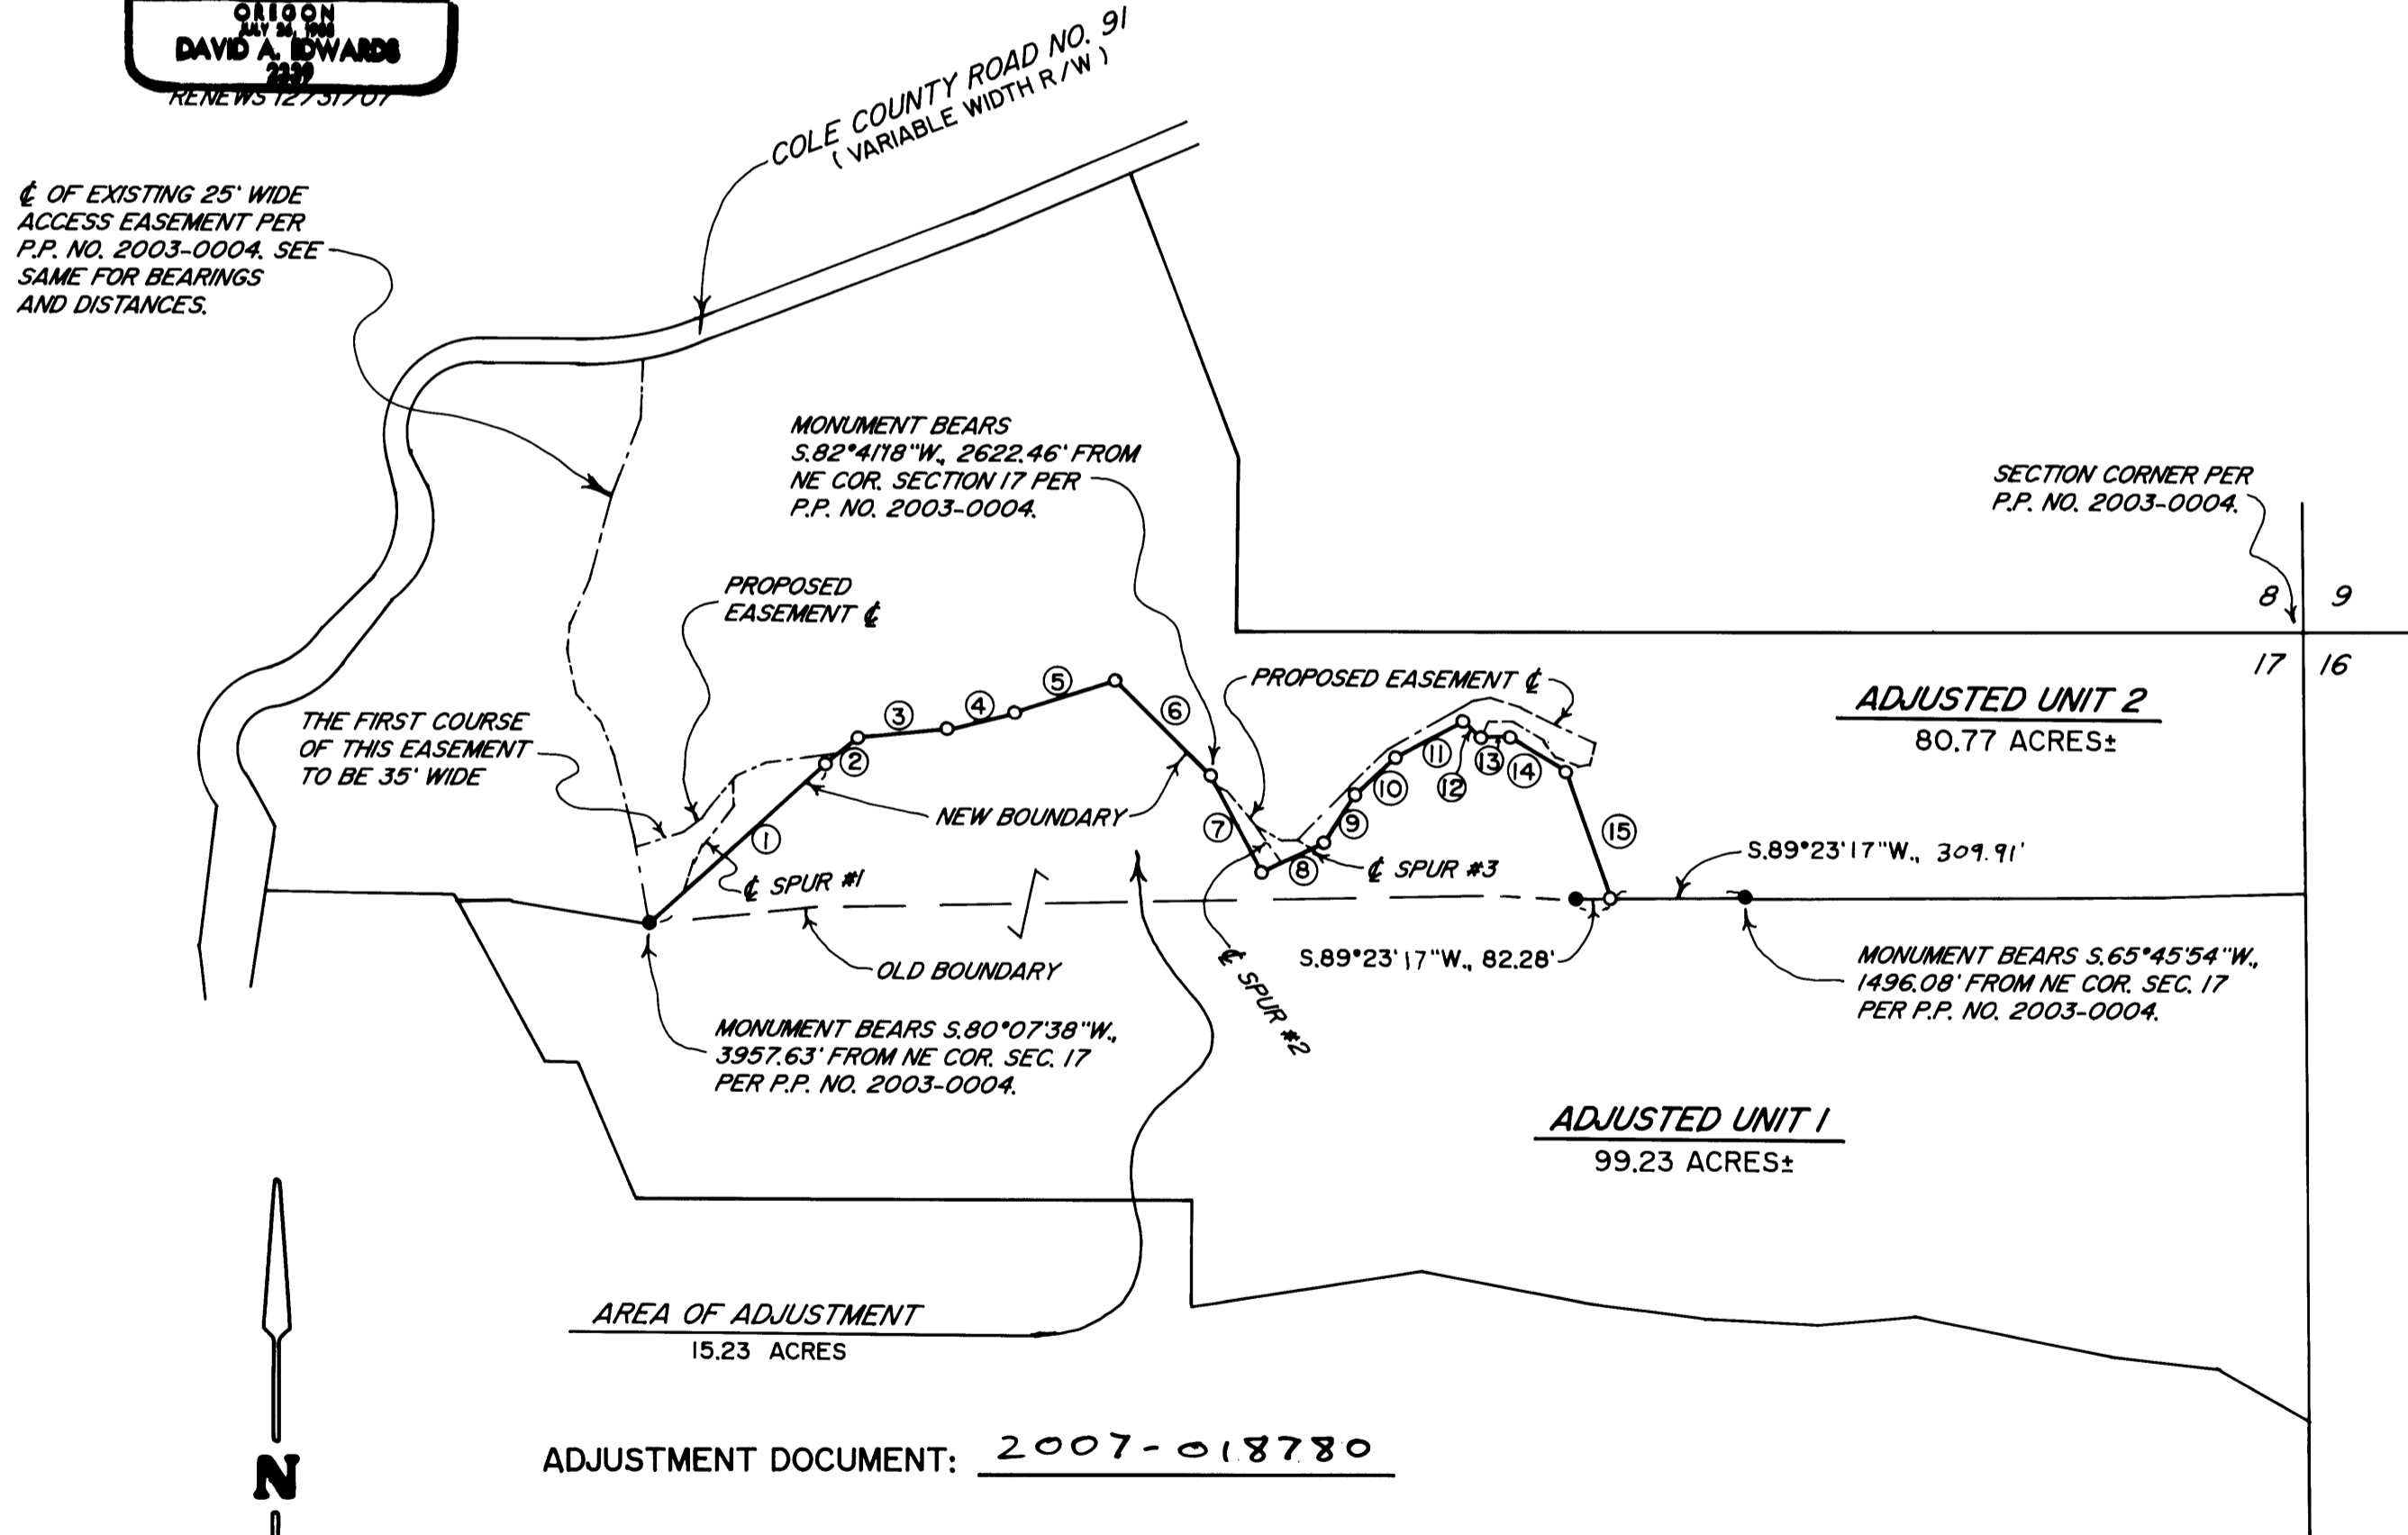 OREGON
JULY 26, 1988
DAVID A. EDWARDS
2239
RENEWS 12/31/07
COLE COUNTY ROAD NO. 91
( VARIABLE WIDTH R/W )
℄ OF EXISTING 25' WIDE
ACCESS EASEMENT PER
P.P. NO. 2003-0004. SEE
SAME FOR BEARINGS
AND DISTANCES.
MONUMENT BEARS
S.82°41'18"W., 2622.46' FROM
NE COR. SECTION 17 PER
P.P. NO. 2003-0004.
SECTION CORNER PER
P.P. NO. 2003-0004.
8 9
17 16
PROPOSED
EASEMENT ℄
PROPOSED EASEMENT ℄
ADJUSTED UNIT 2
80.77 ACRES±
THE FIRST COURSE
OF THIS EASEMENT
TO BE 35' WIDE
1
2
3
4
5
6
7
8
9
10
11
12
13
14
15
NEW BOUNDARY
℄ SPUR #1
℄ SPUR #3
℄ SPUR #2
S.89°23'17"W., 309.91'
S.89°23'17"W., 82.28'
OLD BOUNDARY
MONUMENT BEARS S.65°45'54"W.,
1496.08' FROM NE COR. SEC. 17
PER P.P. NO. 2003-0004.
MONUMENT BEARS S.80°07'38"W.,
3957.63' FROM NE COR. SEC. 17
PER P.P. NO. 2003-0004.
ADJUSTED UNIT 1
99.23 ACRES±
AREA OF ADJUSTMENT
15.23 ACRES
N
ADJUSTMENT DOCUMENT: 2007-018780